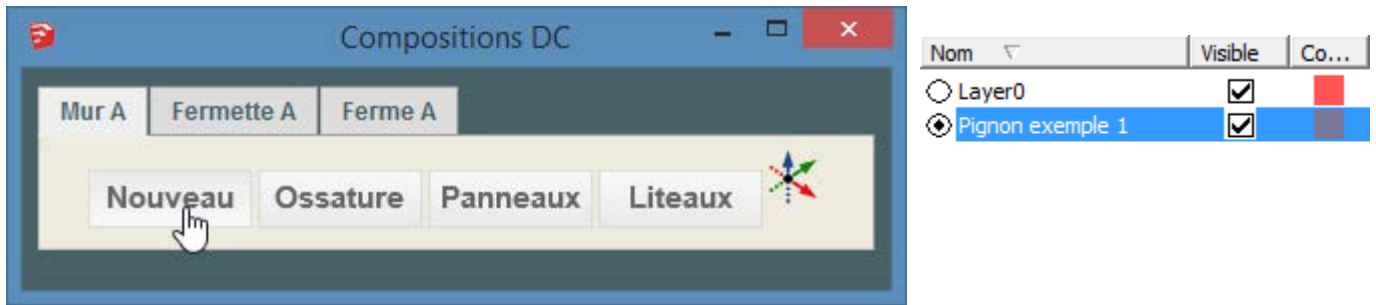 Compositions DC
Mur A Fermette A Ferme A
Nouveau Ossature Panneaux Liteaux
Nom Visible Co...
Layer0
Pignon exemple 1